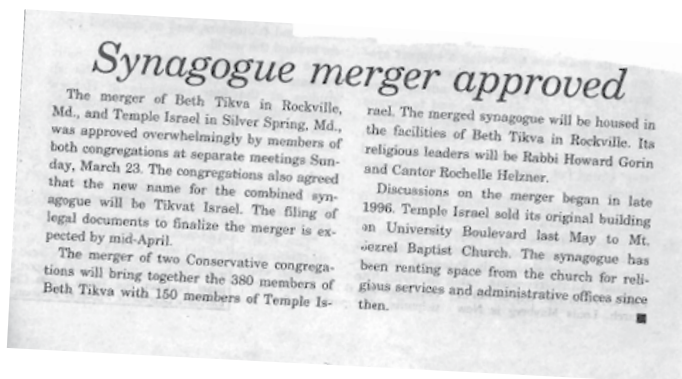 Synagogue merger approved
The merger of Beth Tikva in Rockville,
Md., and Temple Israel in Silver Spring, Md.,
was approved overwhelmingly by members of
both congregations at separate meetings Sun-
day, March 23. The congregations also agreed
that the new name for the combined syn-
agogue will be Tikvat Israel. The filing of
legal documents to finalize the merger is ex-
pected by mid-April.
The merger of two Conservative congrega-
tions will bring together the 380 members of
Beth Tikva with 150 members of Temple Is-
rael. The merged synagogue will be housed in
the facilities of Beth Tikva in Rockville. Its
religious leaders will be Rabbi Howard Gorin
and Cantor Rochelle Helzner.
Discussions on the merger began in late
1996. Temple Israel sold its original building
on University Boulevard last May to Mt.
Baptist Church. The synagogue has
been renting space from the church for reli-
gious services and administrative offices since
then.